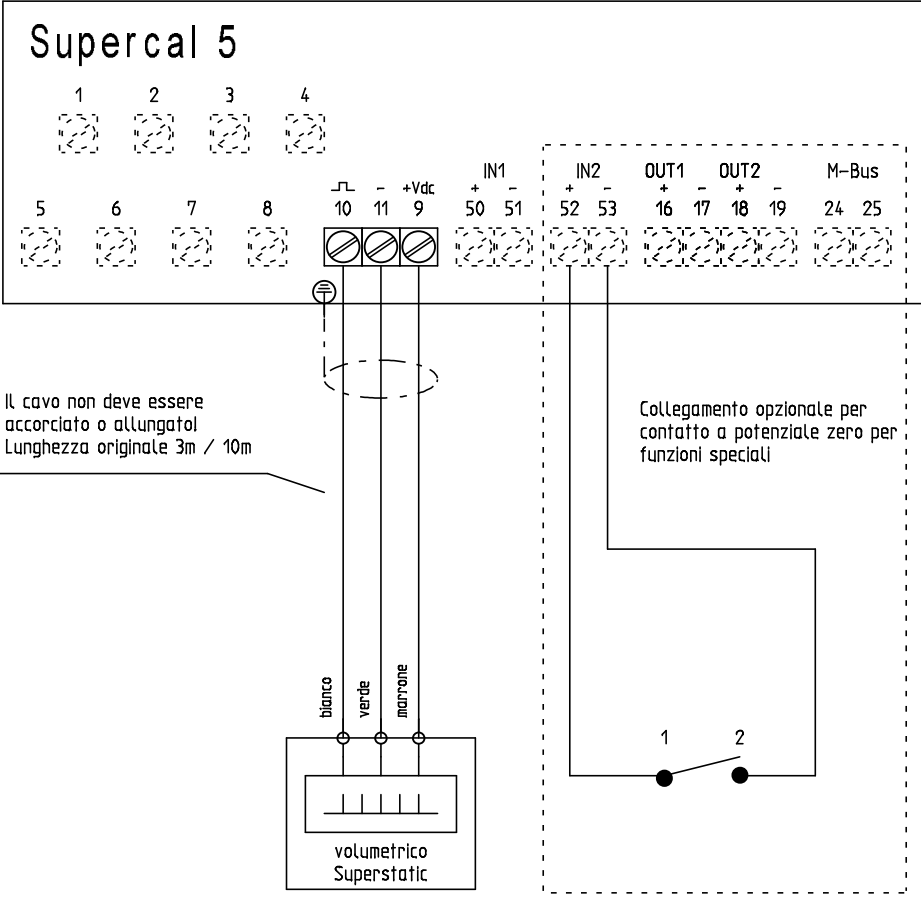 Supercal 5
1 2 3 4
IN1 IN2 OUT1 OUT2 M-Bus
- +Vdc + - + - + - + -
5 6 7 8 10 11 9 50 51 52 53 16 17 18 19 24 25
Il cavo non deve essere
accorciato o allungato!
Lunghezza originale 3m / 10m
Collegamento opzionale per
contatto a potenziale zero per
funzioni speciali
bianco
verde
marrone
1 2
volumetrico
Superstatic